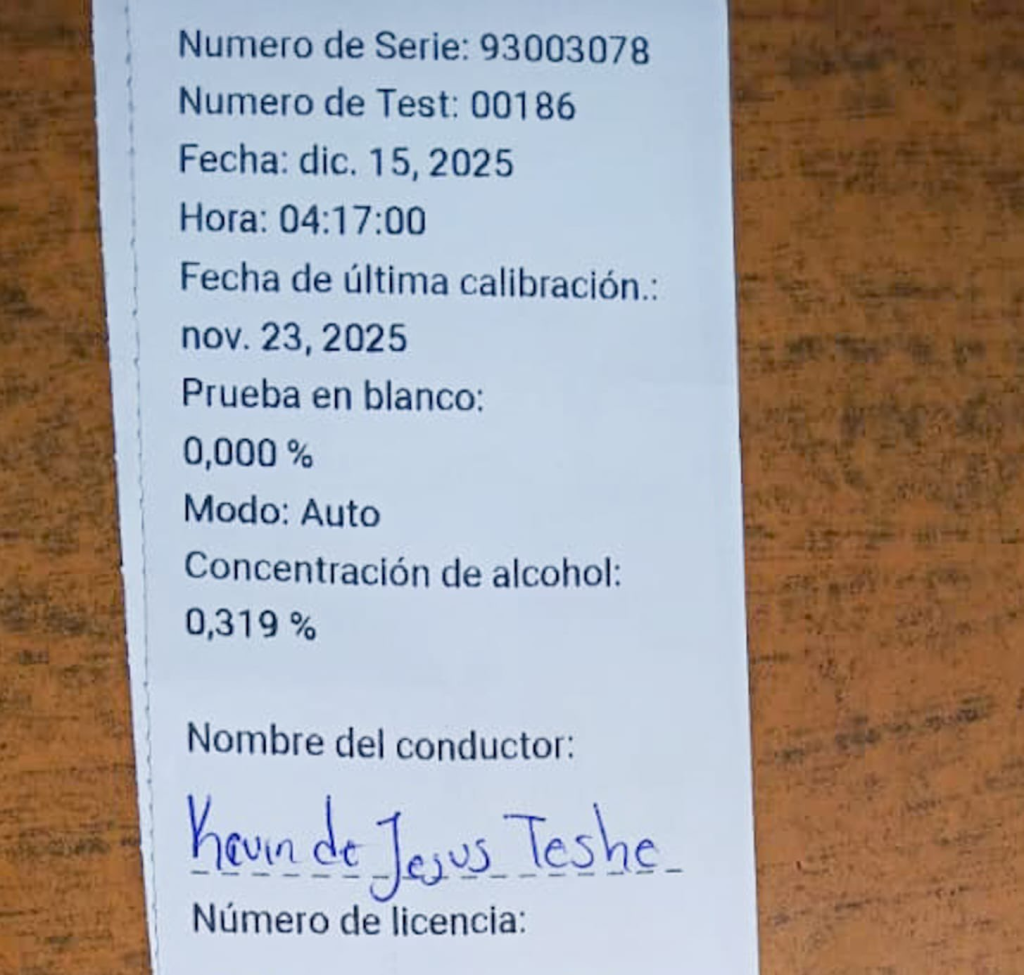 Numero de Serie: 93003078
Numero de Test: 00186
Fecha: dic. 15, 2025
Hora: 04:17:00
Fecha de última calibración.:
nov. 23, 2025
Prueba en blanco:
0,000 %
Modo: Auto
Concentración de alcohol:
0,319 %
Nombre del conductor:
Kevin de Jesus Teshe
Número de licencia: